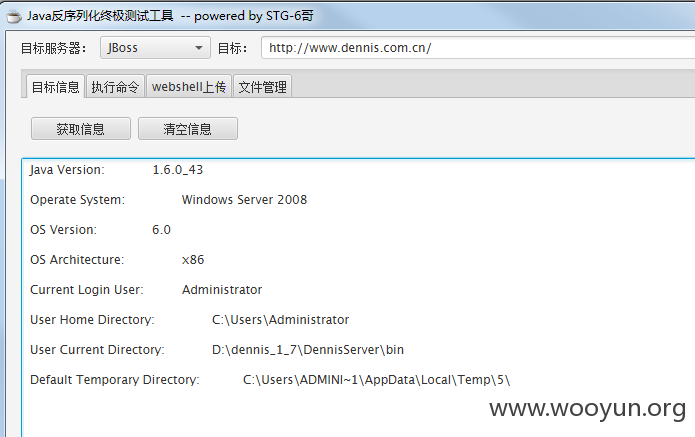 Java反序列化终极测试工具 -- powered by STG-6哥
目标服务器： JBoss 目标： http://www.dennis.com.cn/
目标信息 执行命令 webshell上传 文件管理
获取信息 清空信息
Java Version: 1.6.0_43
Operate System: Windows Server 2008
OS Version: 6.0
OS Architecture: x86
Current Login User: Administrator
User Home Directory: C:\Users\Administrator
User Current Directory: D:\dennis_1_7\DennisServer\bin
Default Temporary Directory: C:\Users\ADMINI~1\AppData\Local\Temp\5\
www.wooyun.org